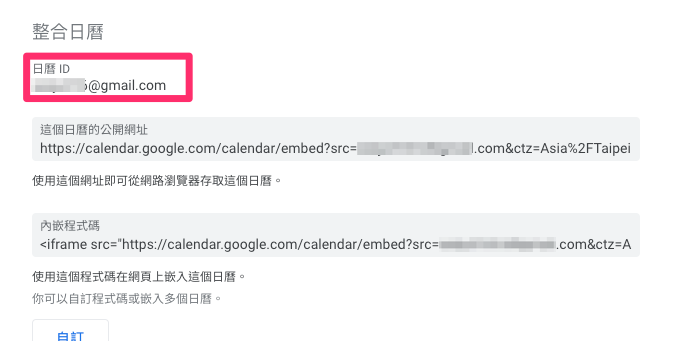 整合日曆
日曆 ID
6@gmail.com
這個日曆的公開網址
https://calendar.google.com/calendar/embed?src= .com&ctz=Asia%2FTaipei
使用這個網址即可從網路瀏覽器存取這個日曆。
內嵌程式碼
<iframe src="https://calendar.google.com/calendar/embed?src= .com&ctz=A
使用這個程式碼在網頁上嵌入這個日曆。
你可以自訂程式碼或嵌入多個日曆。
自訂